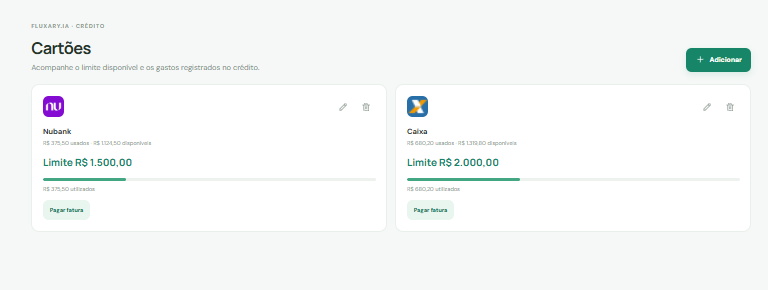 FLUXARY.IA · CRÉDITO
Cartões
Acompanhe o limite disponível e os gastos registrados no crédito.
+ Adicionar
nu
Nubank
R$ 375,50 usados · R$ 1.124,50 disponíveis
Limite R$ 1.500,00
R$ 375,50 utilizados
Pagar fatura
X
Caixa
R$ 680,20 usados · R$ 1.319,80 disponíveis
Limite R$ 2.000,00
R$ 680,20 utilizados
Pagar fatura